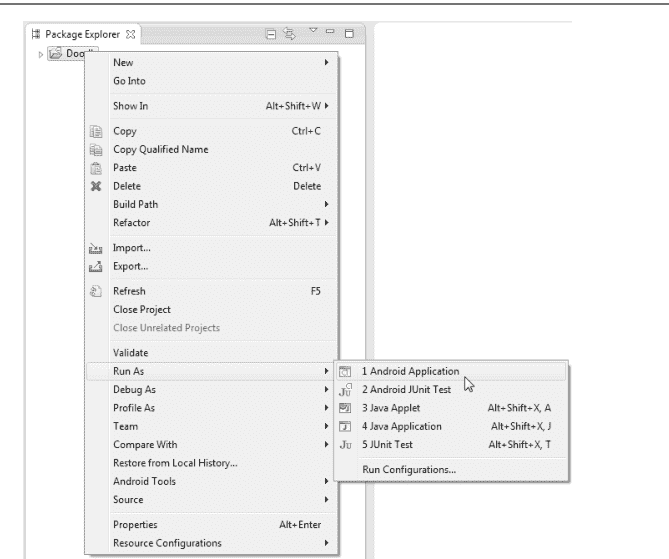 Package Explorer
New
Go Into
Show In Alt+Shift+W
Copy Ctrl+C
Copy Qualified Name
Paste Ctrl+V
Delete Delete
Build Path
Refactor Alt+Shift+T
Import...
Export...
Refresh F5
Close Project
Close Unrelated Projects
Validate
Run As
1 Android Application
Debug As
2 Android JUnit Test
Profile As
3 Java Applet Alt+Shift+X, A
Team
4 Java Application Alt+Shift+X, J
Compare With
5 JUnit Test Alt+Shift+X, T
Restore from Local History...
Run Configurations...
Android Tools
Source
Properties Alt+Enter
Resource Configurations